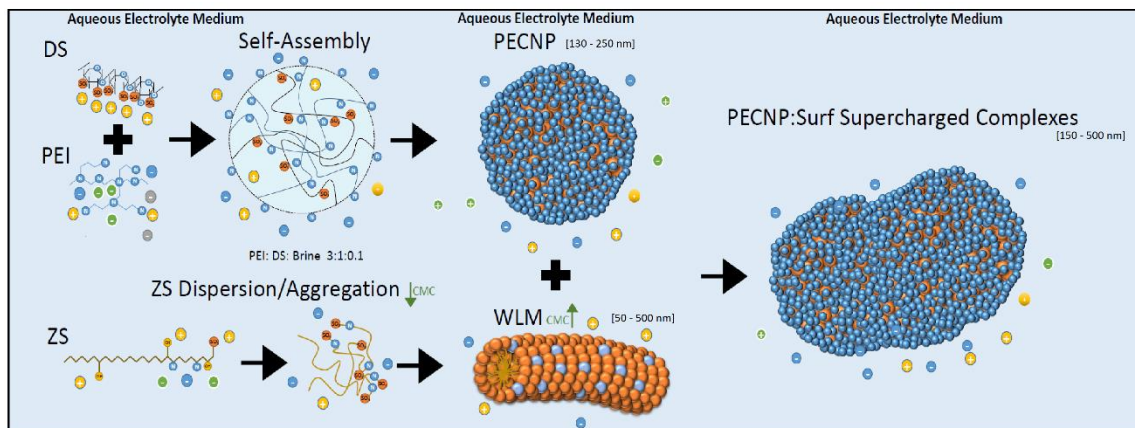 Aqueous Electrolyte Medium
Aqueous Electrolyte Medium
Aqueous Electrolyte Medium
DS
Self-Assembly
PECNP [130 - 250 nm]
PECNP:Surf Supercharged Complexes
[150 - 500 nm]
PEI
PEI: DS: Brine 3:1:0.1
ZS Dispersion/Aggregation CMC
WLM CMC [50 - 500 nm]
ZS